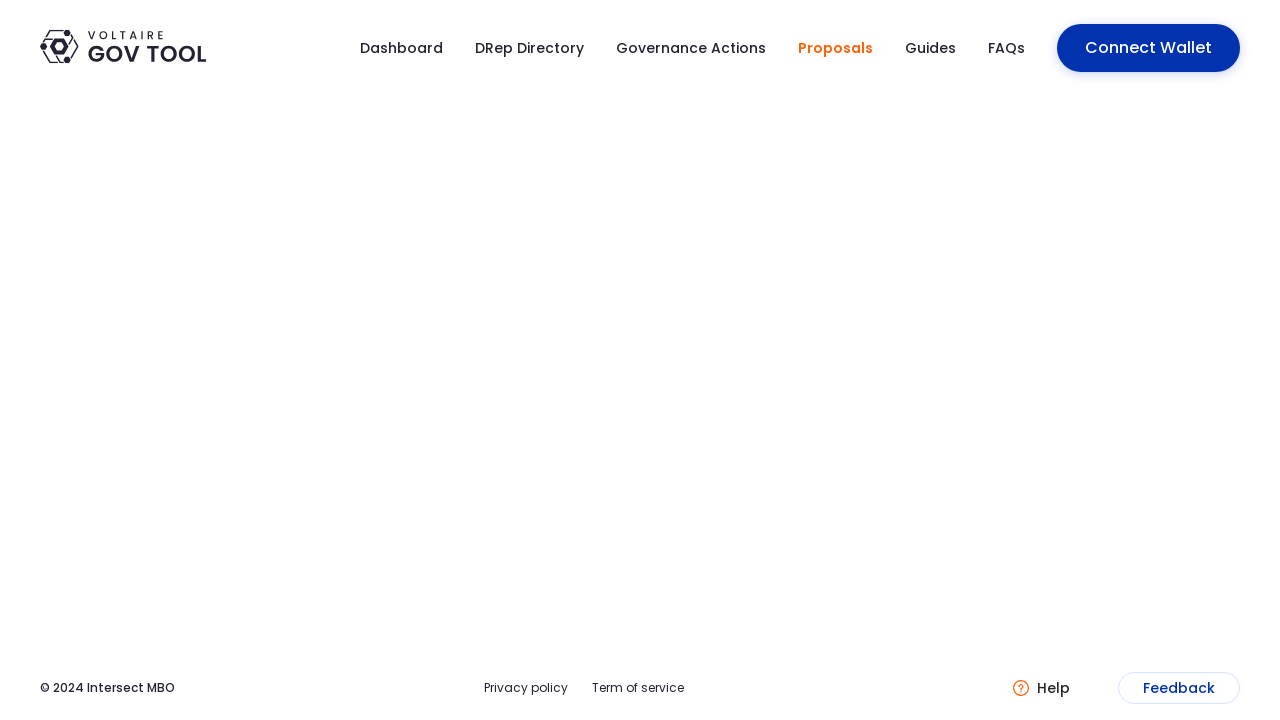 VOLTAIRE
GOV TOOL
Dashboard
DRep Directory
Governance Actions
Proposals
Guides
FAQs
Connect Wallet
© 2024 Intersect MBO
Privacy policy
Term of service
Help
Feedback